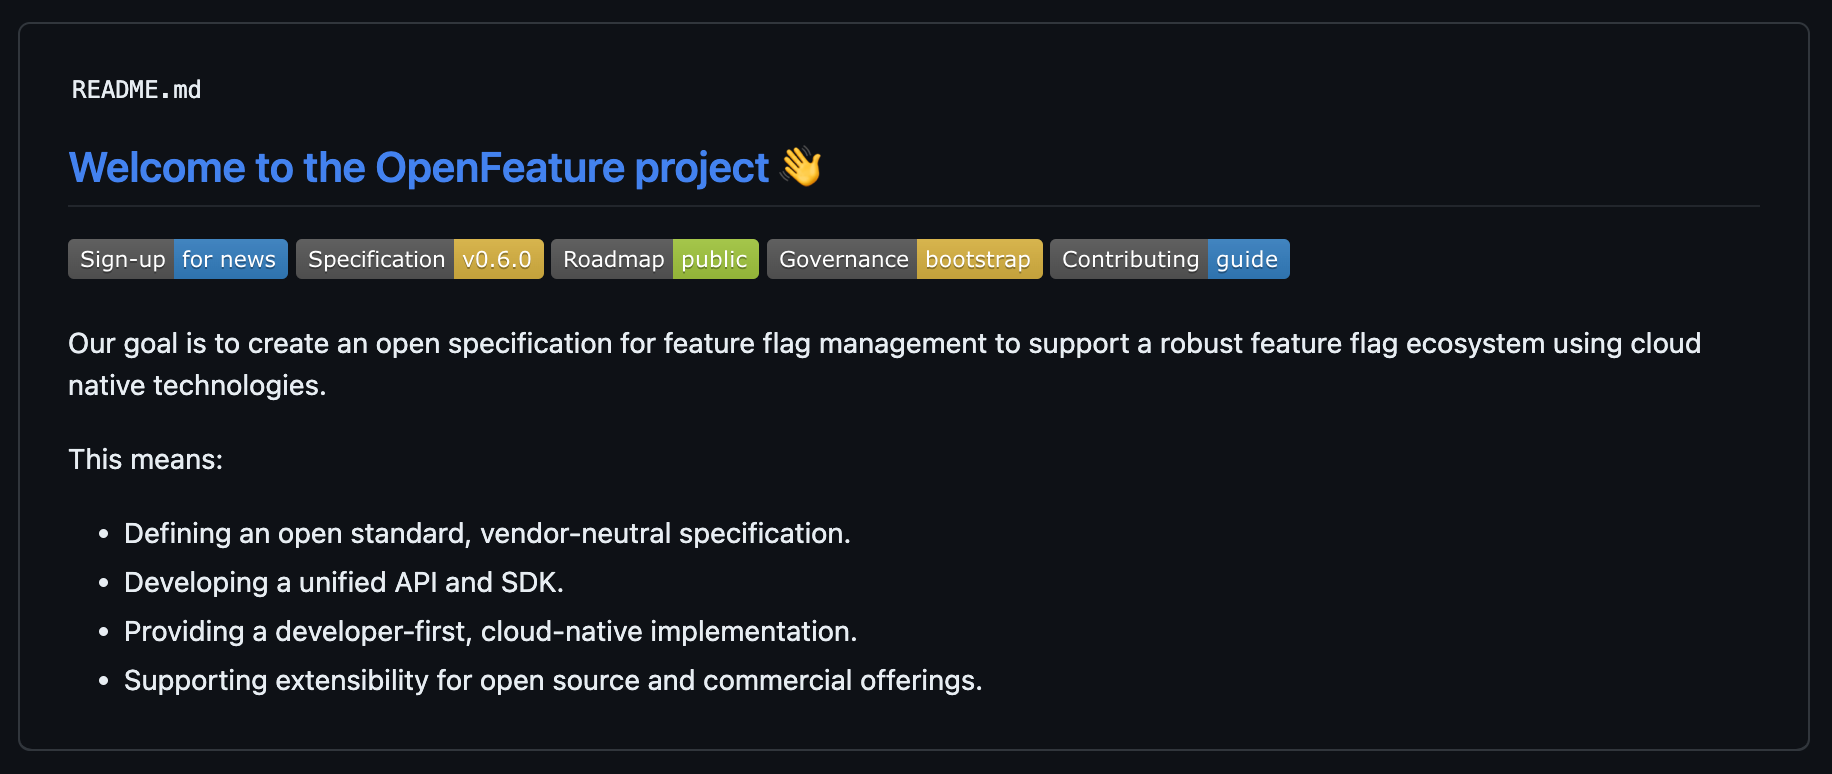 README.md
Welcome to the OpenFeature project 👋
Sign-up for news Specification v0.6.0 Roadmap public Governance bootstrap Contributing guide
Our goal is to create an open specification for feature flag management to support a robust feature flag ecosystem using cloud
native technologies.
This means:
• Defining an open standard, vendor-neutral specification.
• Developing a unified API and SDK.
• Providing a developer-first, cloud-native implementation.
• Supporting extensibility for open source and commercial offerings.